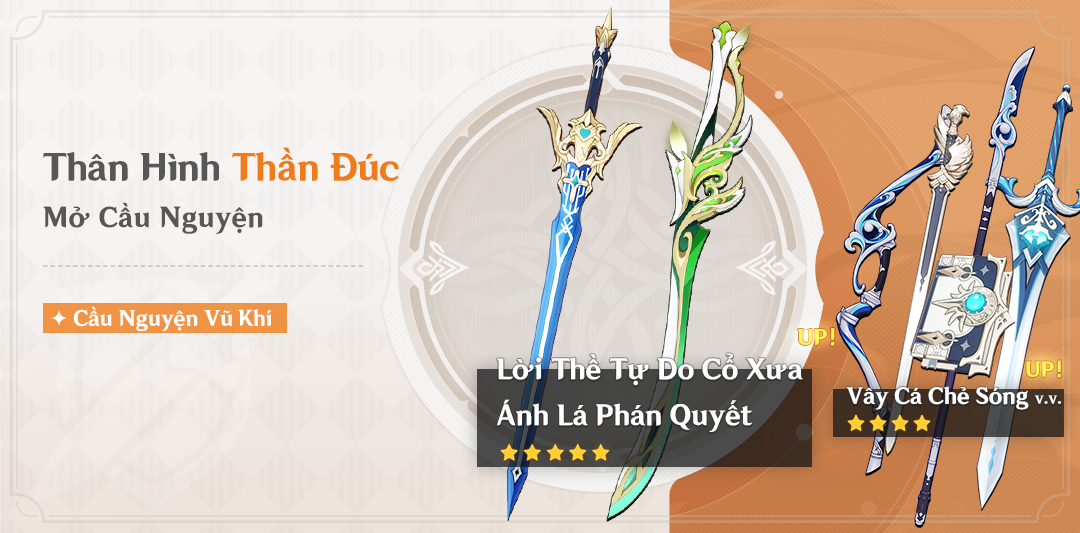 Thân Hình Thần Đúc
Mở Cầu Nguyện
Cầu Nguyện Vũ Khí
Lời Thề Tự Do Cổ Xưa
Ánh Lá Phán Quyết
UP!
UP!
Vây Cá Chẻ Sóng v.v.